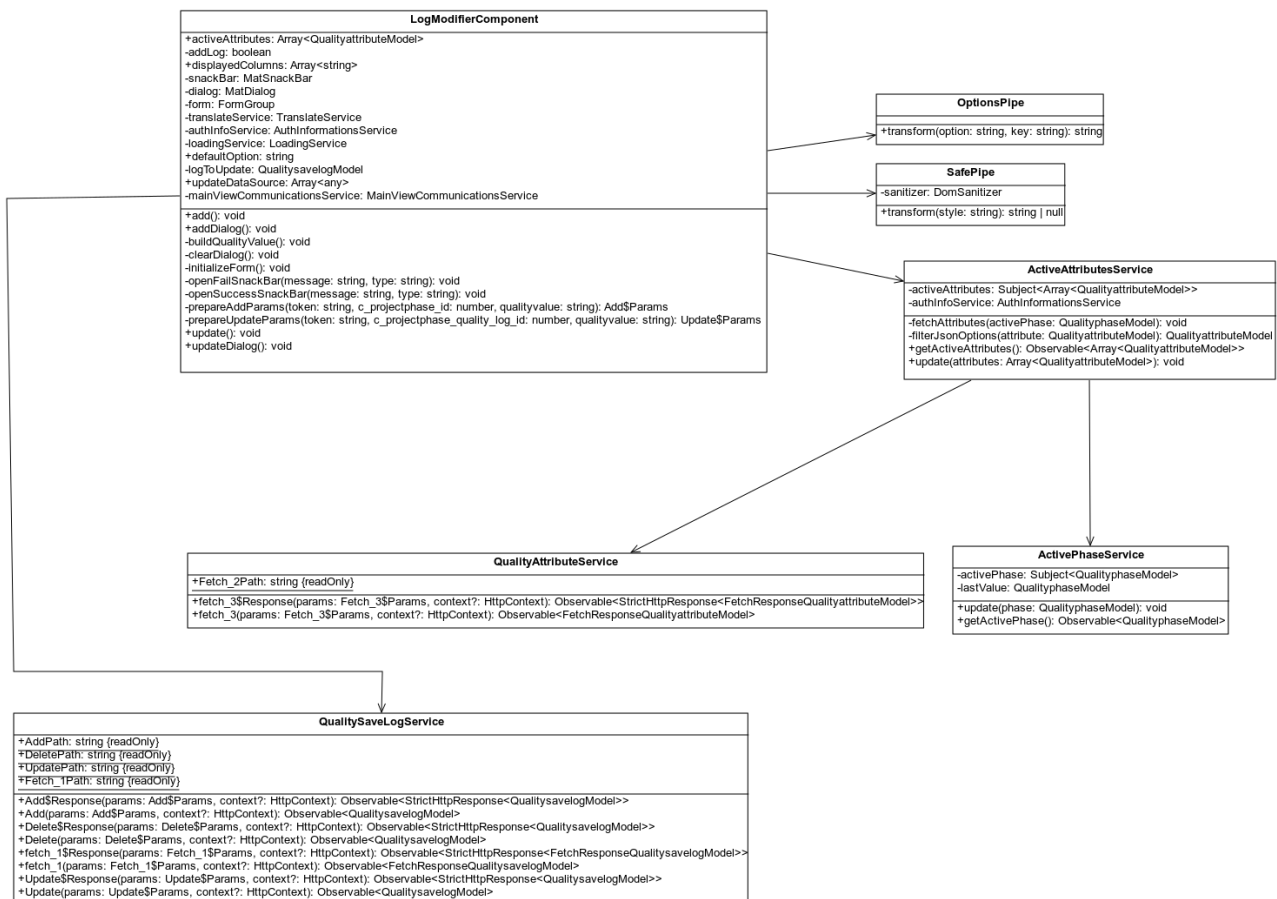 LogModifierComponent
+activeAttributes: Array<QualityattributeModel>
-addLog: boolean
+displayedColumns: Array<string>
-snackBar: MatSnackBar
-dialog: MatDialog
-form: FormGroup
-translateService: TranslateService
-authInfoService: AuthInformationsService
-loadingService: LoadingService
+defaultOption: string
-logToUpdate: QualitysavelogModel
+updateDataSource: Array<any>
-mainViewCommunicationsService: MainViewCommunicationsService
+add(): void
+addDialog(): void
-buildQualityValue(): void
-clearDialog(): void
-initializeForm(): void
-openFailSnackBar(message: string, type: string): void
-openSuccessSnackBar(message: string, type: string): void
-prepareAddParams(token: string, c_projectphase_id: number, qualityvalue: string): Add$Params
-prepareUpdateParams(token: string, c_projectphase_quality_log_id: number, qualityvalue: string): Update$Params
+update(): void
+updateDialog(): void
OptionsPipe
+transform(option: string, key: string): string
SafePipe
-sanitizer: DomSanitizer
+transform(style: string): string | null
ActiveAttributesService
-activeAttributes: Subject<Array<QualityattributeModel>>
-authInfoService: AuthInformationsService
-fetchAttributes(activePhase: QualityphaseModel): void
-filterJsonOptions(attribute: QualityattributeModel): QualityattributeModel
+getActiveAttributes(): Observable<Array<QualityattributeModel>>
+update(attributes: Array<QualityattributeModel>): void
QualityAttributeService
+Fetch_2Path: string {readOnly}
+fetch_3$Response(params: Fetch_3$Params, context?: HttpContext): Observable<StrictHttpResponse<FetchResponseQualityattributeModel>>
+fetch_3(params: Fetch_3$Params, context?: HttpContext): Observable<FetchResponseQualityattributeModel>
ActivePhaseService
-activePhase: Subject<QualityphaseModel>
-lastValue: QualityphaseModel
+update(phase: QualityphaseModel): void
+getActivePhase(): Observable<QualityphaseModel>
QualitySaveLogService
+AddPath: string {readOnly}
+DeletePath: string {readOnly}
+UpdatePath: string {readOnly}
+Fetch_1Path: string {readOnly}
+Add$Response(params: Add$Params, context?: HttpContext): Observable<StrictHttpResponse<QualitysavelogModel>>
+Add(params: Add$Params, context?: HttpContext): Observable<QualitysavelogModel>
+Delete$Response(params: Delete$Params, context?: HttpContext): Observable<StrictHttpResponse<QualitysavelogModel>>
+Delete(params: Delete$Params, context?: HttpContext): Observable<QualitysavelogModel>
+fetch_1$Response(params: Fetch_1$Params, context?: HttpContext): Observable<StrictHttpResponse<FetchResponseQualitysavelogModel>>
+fetch_1(params: Fetch_1$Params, context?: HttpContext): Observable<FetchResponseQualitysavelogModel>
+Update$Response(params: Update$Params, context?: HttpContext): Observable<StrictHttpResponse<QualitysavelogModel>>
+Update(params: Update$Params, context?: HttpContext): Observable<QualitysavelogModel>